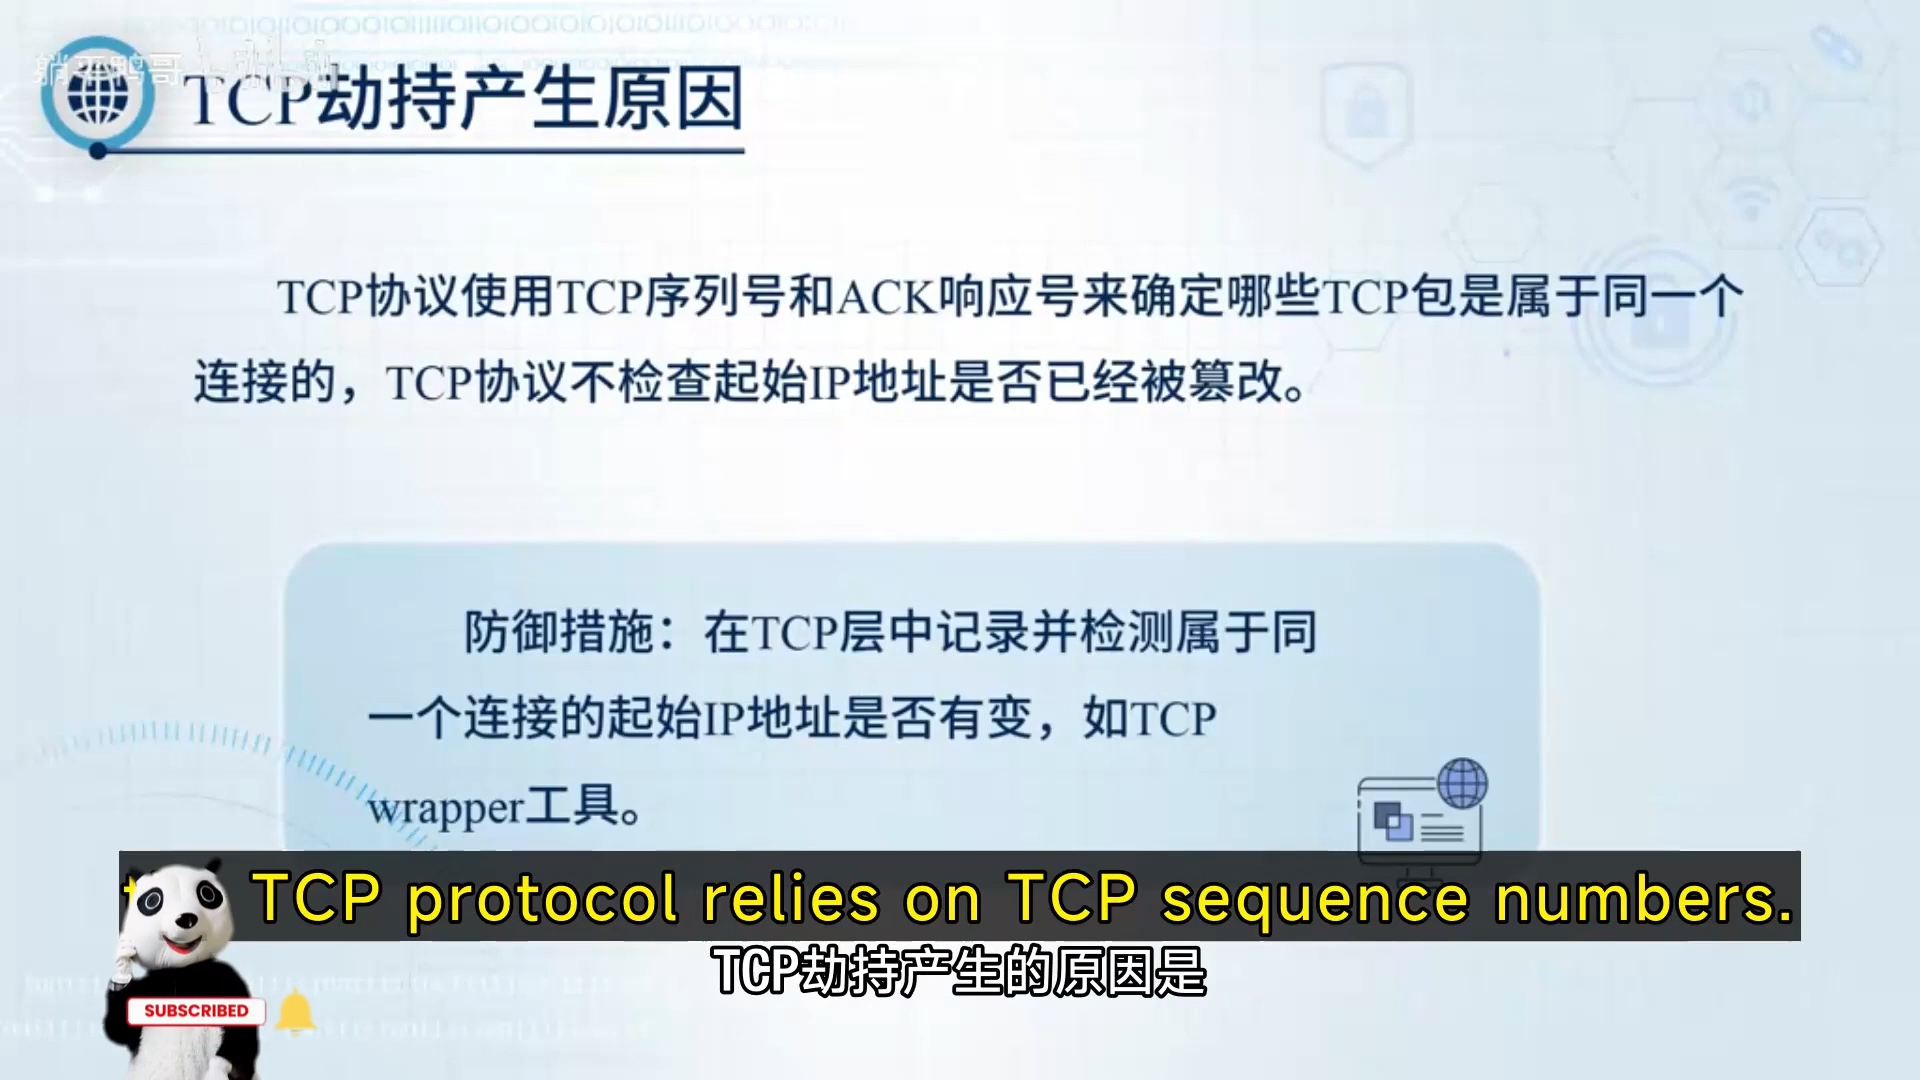 躺平鸭哥
TCP劫持产生原因
TCP协议使用TCP序列号和ACK响应号来确定哪些TCP包是属于同一个
连接的，TCP协议不检查起始IP地址是否已经被篡改。
防御措施：在TCP层中记录并检测属于同
一个连接的起始IP地址是否有变，如TCP
wrapper工具。
TCP protocol relies on TCP sequence numbers.
TCP劫持产生的原因是
SUBSCRIBED